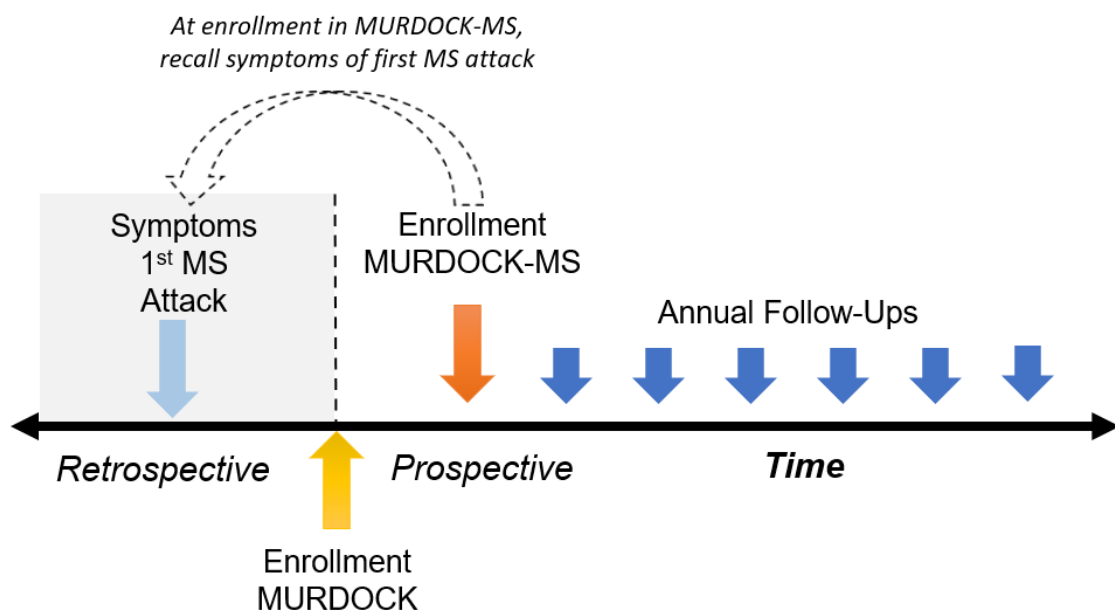 At enrollment in MURDOCK-MS,
recall symptoms of first MS attack
Symptoms
1st MS
Attack
Enrollment
MURDOCK-MS
Annual Follow-Ups
Retrospective
Prospective
Time
Enrollment
MURDOCK